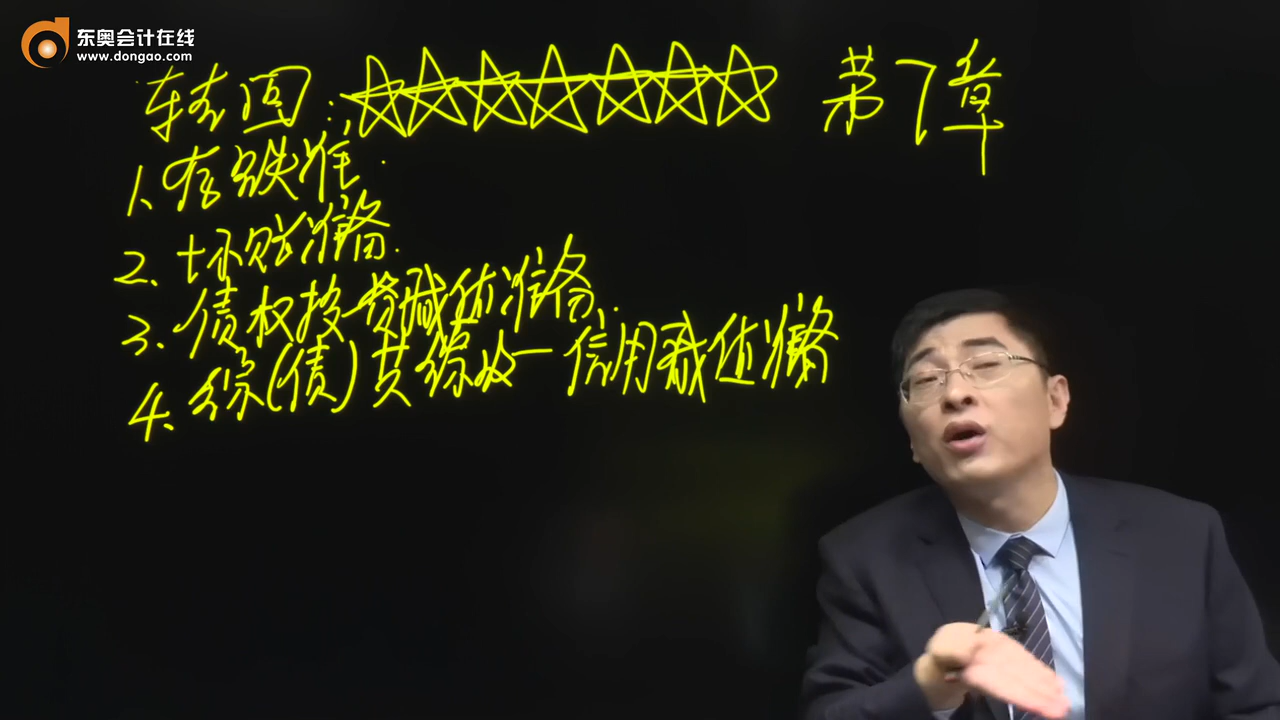 东奥会计在线
www.dongao.com
转回: 第7章
1、存跌准.
2、坏账准备.
3、债权投资减值准备.
4、综(债)其综收—信用减值准备